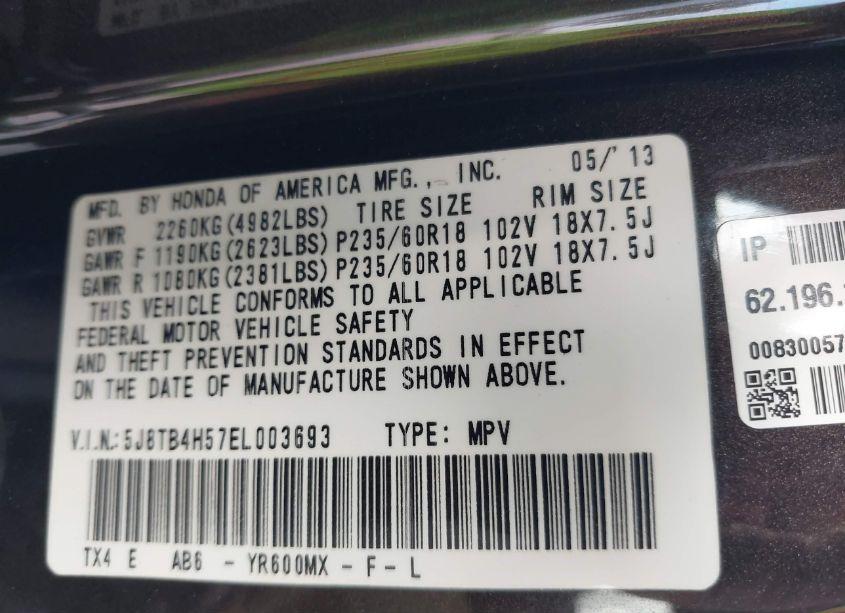 MFD. BY HONDA OF AMERICA MFG., INC. 05/'13
GVWR 2260KG(4982LBS) TIRE SIZE RIM SIZE
GAWR F 1190KG(2623LBS) P235/60R18 102V 18X7.5J
GAWR R 1080KG(2381LBS) P235/60R18 102V 18X7.5J
THIS VEHICLE CONFORMS TO ALL APPLICABLE
FEDERAL MOTOR VEHICLE SAFETY
AND THEFT PREVENTION STANDARDS IN EFFECT
ON THE DATE OF MANUFACTURE SHOWN ABOVE.
V.I.N.: 5J8TB4H57EL003693 TYPE: MPV
TX4 E AB6 - YR600MX - F - L
IP
62.196.
00830057